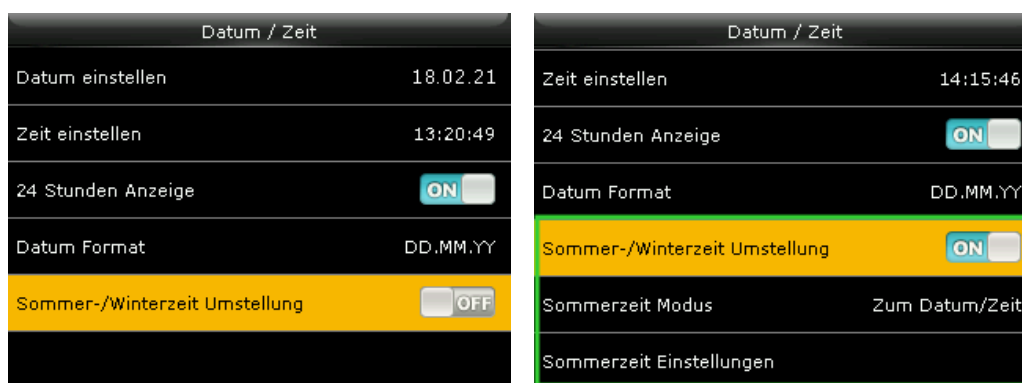 Datum / Zeit
Datum einstellen 18.02.21
Zeit einstellen 13:20:49
24 Stunden Anzeige ON
Datum Format DD.MM.YY
Sommer-/Winterzeit Umstellung OFF
Datum / Zeit
Zeit einstellen 14:15:46
24 Stunden Anzeige ON
Datum Format DD.MM.YY
Sommer-/Winterzeit Umstellung ON
Sommerzeit Modus Zum Datum/Zeit
Sommerzeit Einstellungen